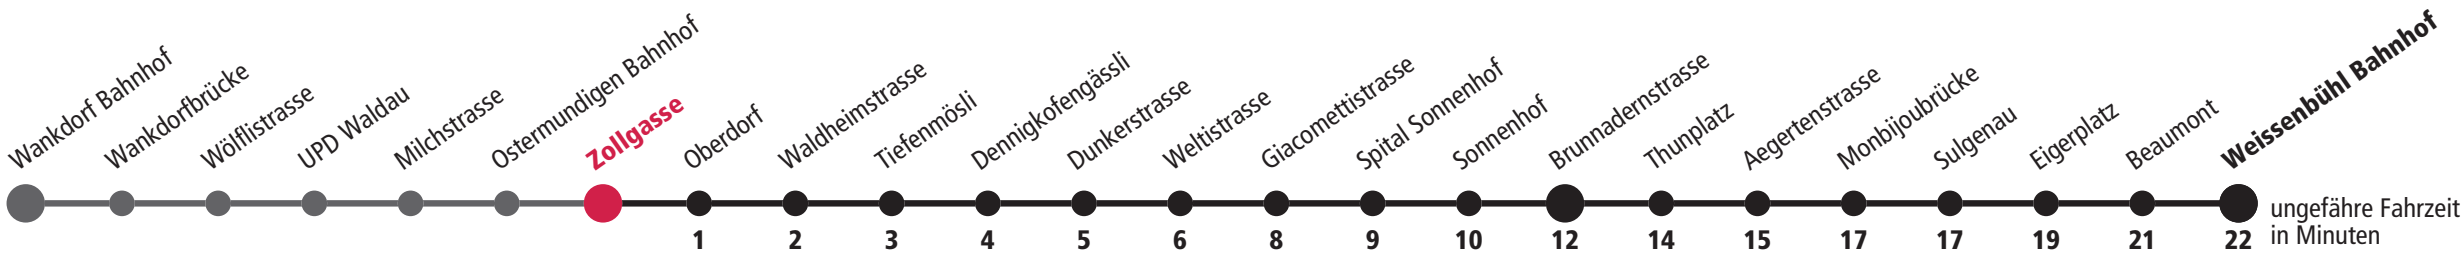 Wankdorf Bahnhof
Wankdorfbrücke
Wölflistrasse
UPD Waldau
Milchstrasse
Ostermundigen Bahnhof
Zollgasse
Oberdorf
Waldheimstrasse
Tiefenmösli
Dennigkofengässli
Dunkerstrasse
Weltistrasse
Giacomettistrasse
Spital Sonnenhof
Sonnenhof
Brunnadernstrasse
Thunplatz
Aegertenstrasse
Monbijoubrücke
Sulgenau
Eigerplatz
Beaumont
Weissenbühl Bahnhof
1 2 3 4 5 6 8 9 10 12 14 15 17 17 19 21 22
ungefähre Fahrzeit
in Minuten